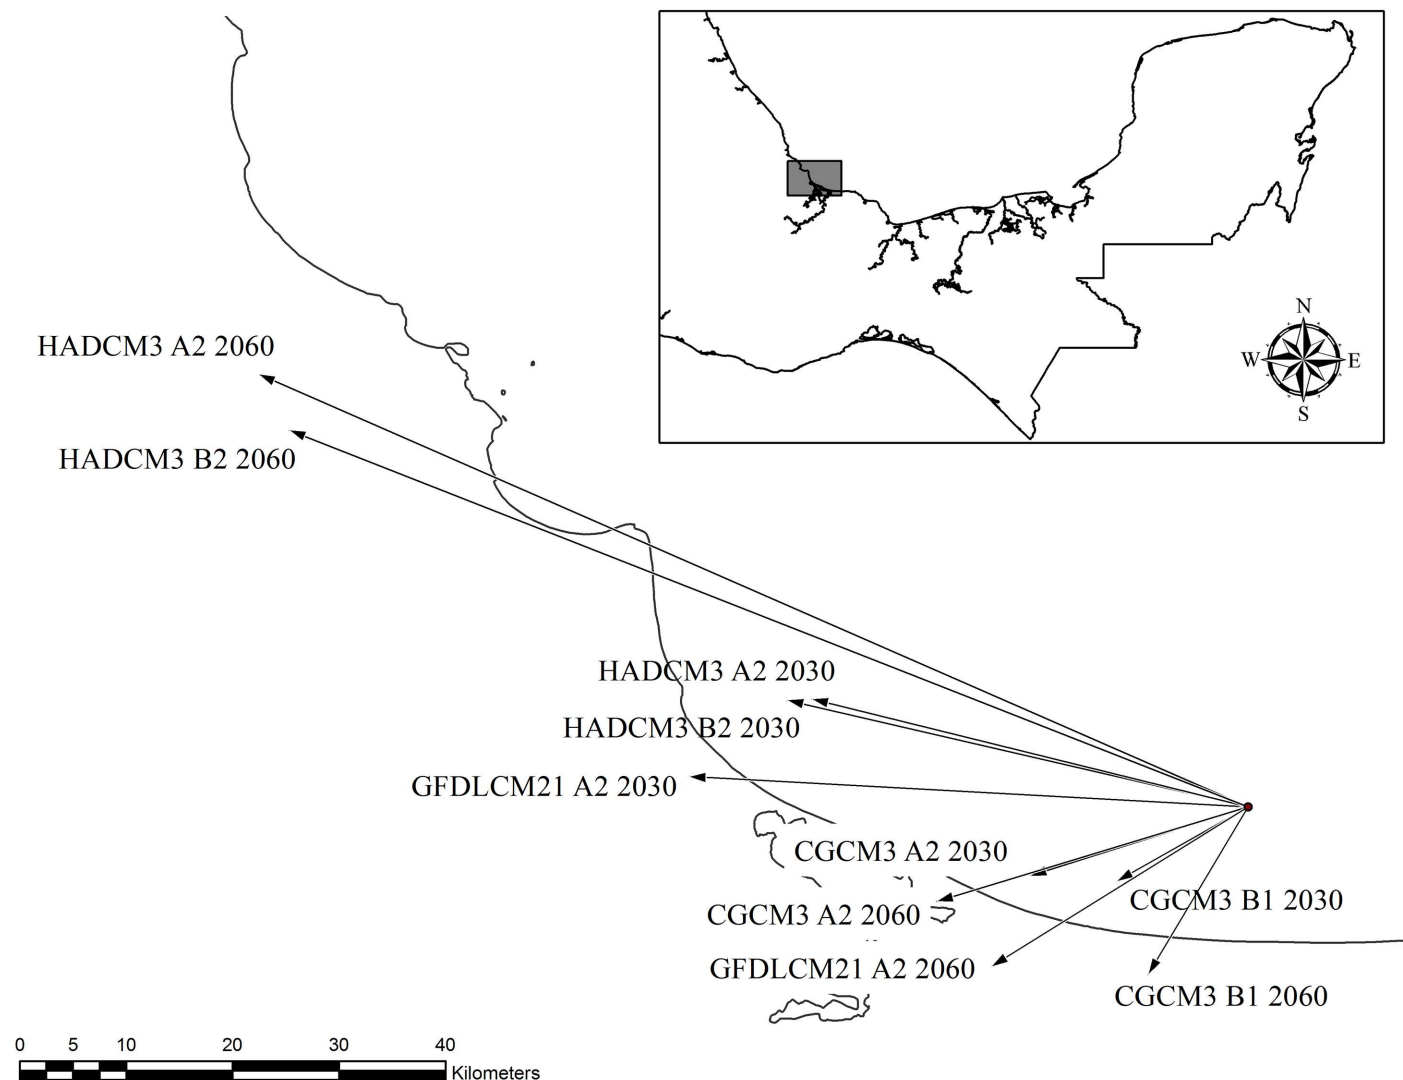 N
W E
S
HADCM3 A2 2060
HADCM3 B2 2060
HADCM3 A2 2030
HADCM3 B2 2030
GFDLCM21 A2 2030
CGCM3 A2 2030
CGCM3 B1 2030
CGCM3 A2 2060
GFDLCM21 A2 2060
CGCM3 B1 2060
0 5 10 20 30 40
Kilometers